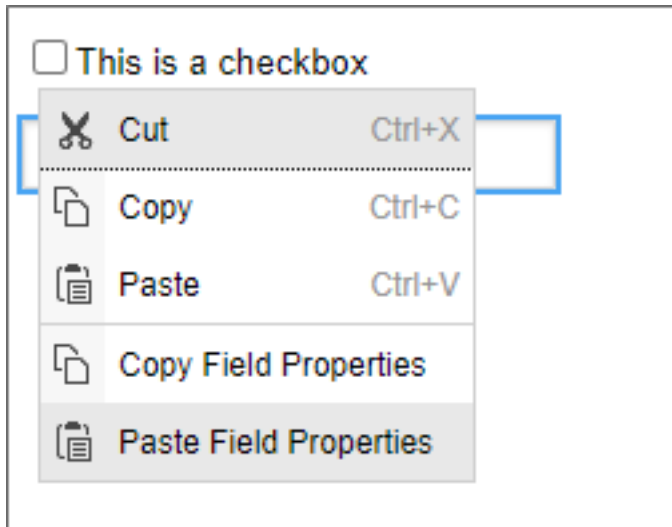 This is a checkbox
Cut Ctrl+X
Copy Ctrl+C
Paste Ctrl+V
Copy Field Properties
Paste Field Properties